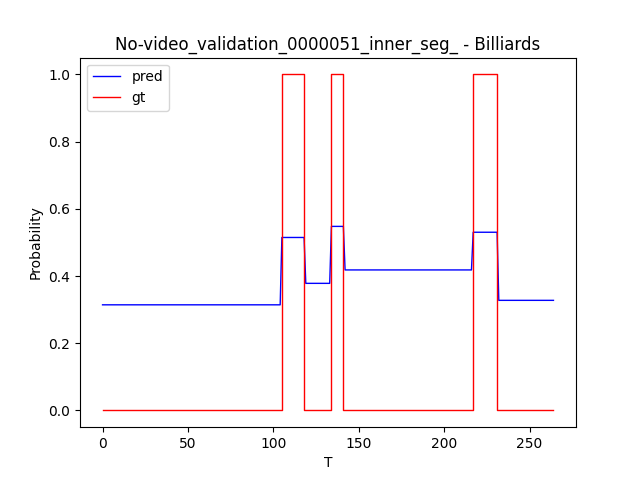 No-video_validation_0000051_inner_seg_ - Billiards
pred
gt
1.0
0.8
0.6
0.4
0.2
0.0
Probability
0 50 100 150 200 250
T